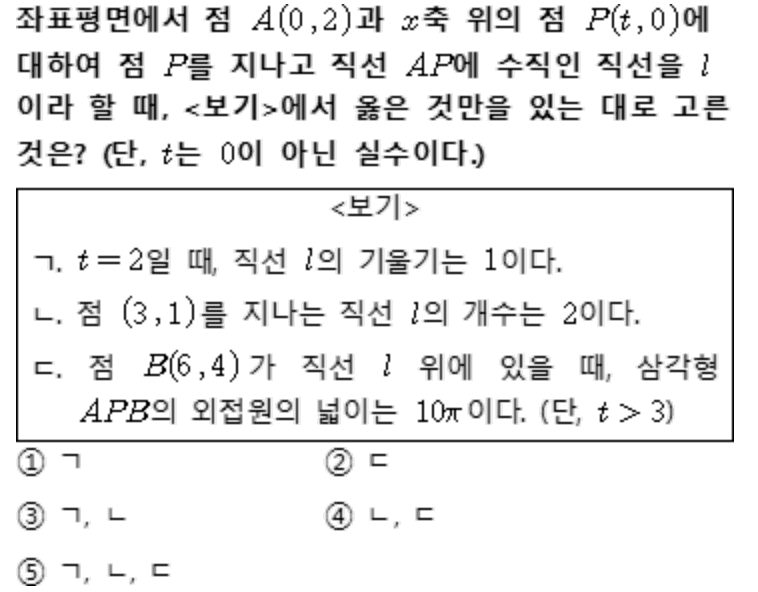 좌표평면에서 점 A(0,2)과 x축 위의 점 P(t,0)에
대하여 점 P를 지나고 직선 AP에 수직인 직선을 l
이라 할 때, <보기>에서 옳은 것만을 있는 대로 고른
것은? (단, t는 0이 아닌 실수이다.)
<보기>
ㄱ. t=2일 때, 직선 l의 기울기는 1이다.
ㄴ. 점 (3,1)를 지나는 직선 l의 개수는 2이다.
ㄷ. 점 B(6,4)가 직선 l 위에 있을 때, 삼각형
APB의 외접원의 넓이는 10π이다. (단, t > 3)
① ㄱ ② ㄷ
③ ㄱ, ㄴ ④ ㄴ, ㄷ
⑤ ㄱ, ㄴ, ㄷ